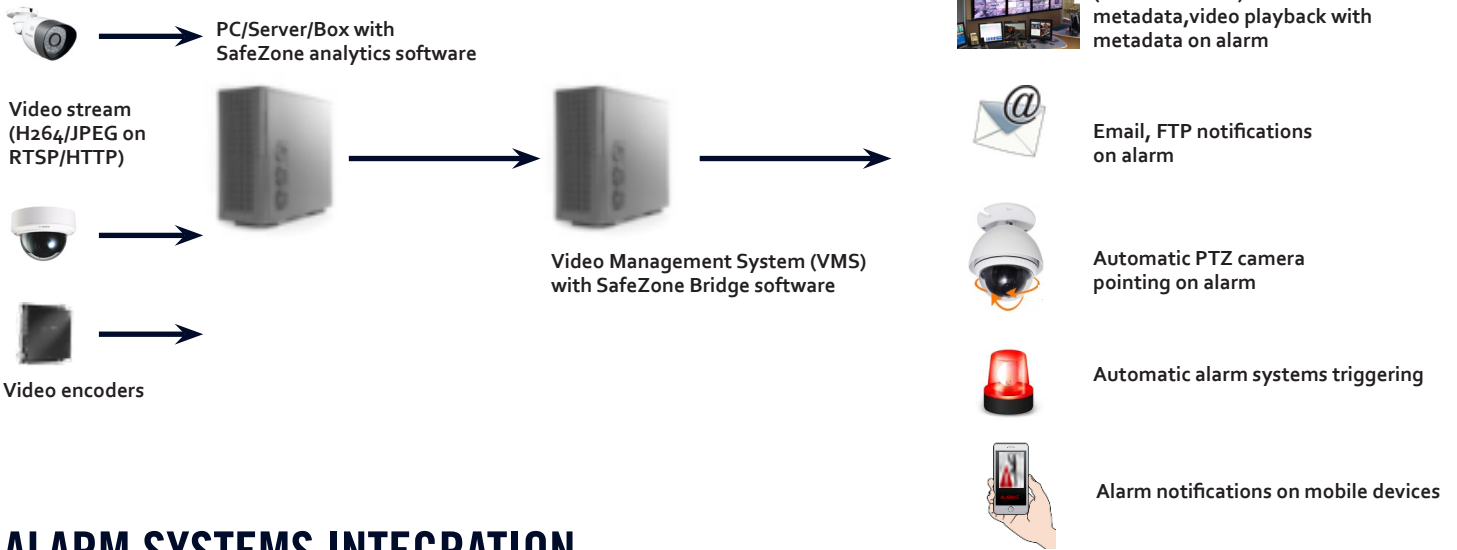 PC/Server/Box with
SafeZone analytics software
Video stream
(H264/JPEG on
RTSP/HTTP)
Video encoders
Video Management System (VMS)
with SafeZone Bridge software
metadata,video playback with
metadata on alarm
@
Email, FTP notifications
on alarm
Automatic PTZ camera
pointing on alarm
Automatic alarm systems triggering
Alarm notifications on mobile devices
ALARM SYSTEMS INTEGRATION